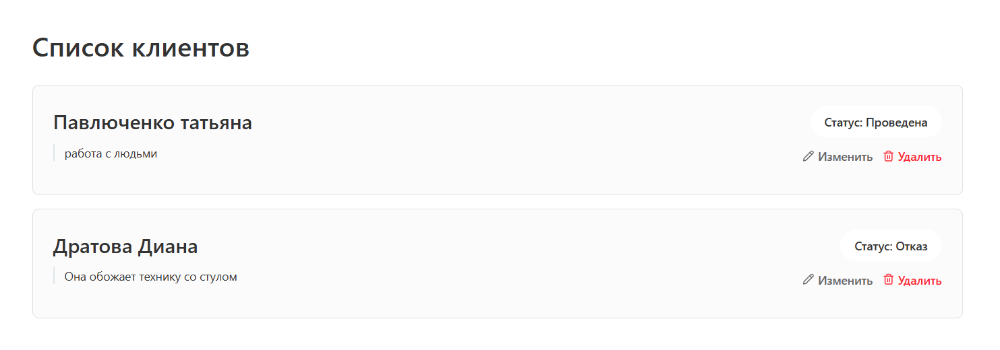 Список клиентов
Павлюченко татьяна
Статус: Проведена
работа с людьми
Изменить Удалить
Дратова Диана
Статус: Отказ
Она обожает технику со стулом
Изменить Удалить